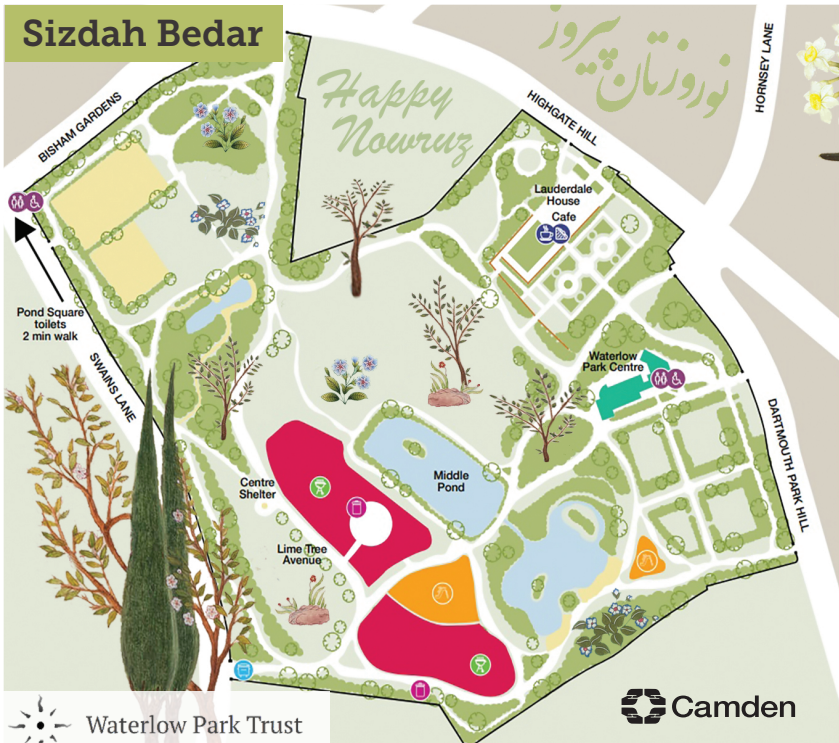 Sizdah Bedar
نوروزتان پیروز
Happy
Nowruz
BISHAM GARDENS
HIGHGATE HILL
HORNSEY LANE
Lauderdale
House
Cafe
Pond Square
toilets
2 min walk
SWAINS LANE
Waterlow
Park Centre
DARTMOUTH PARK HILL
Middle
Pond
Centre
Shelter
Lime Tree
Avenue
Waterlow Park Trust
Camden